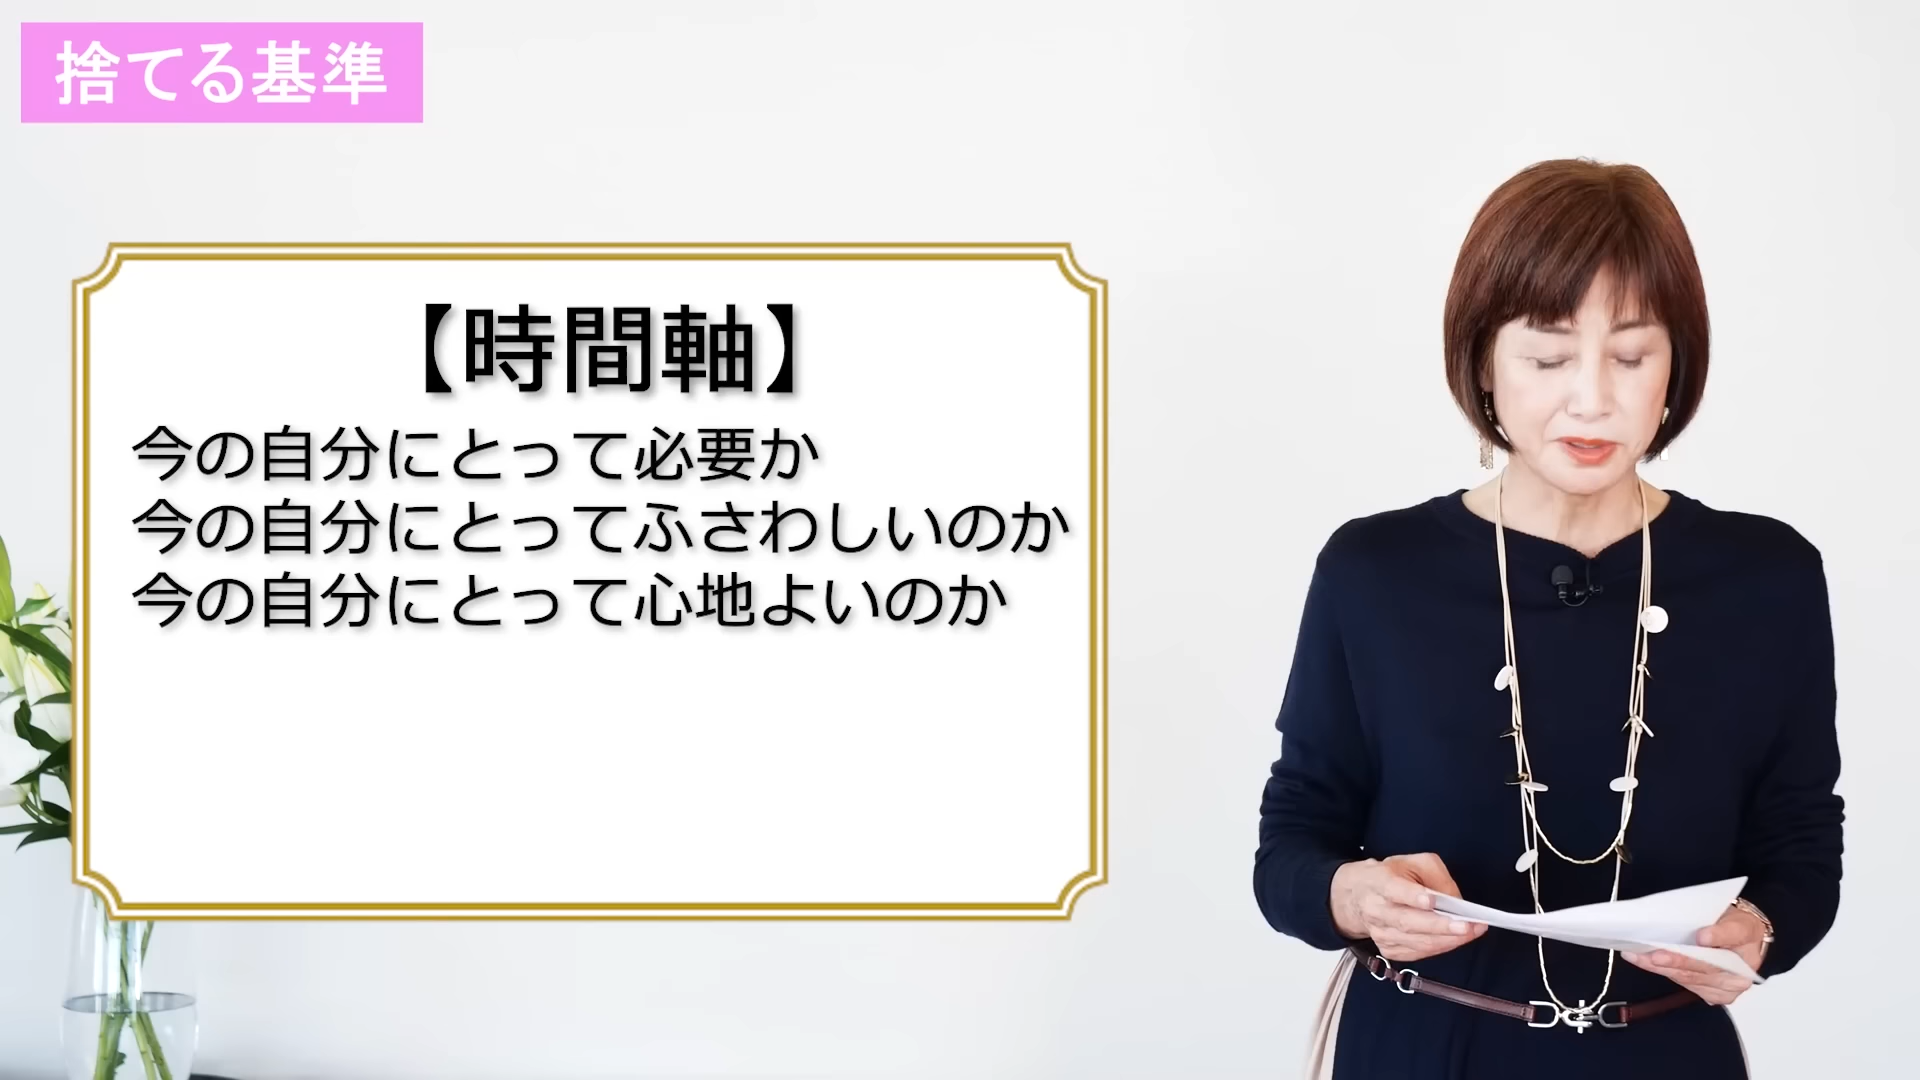 捨てる基準
【時間軸】
今の自分にとって必要か
今の自分にとってふさわしいのか
今の自分にとって心地よいのか